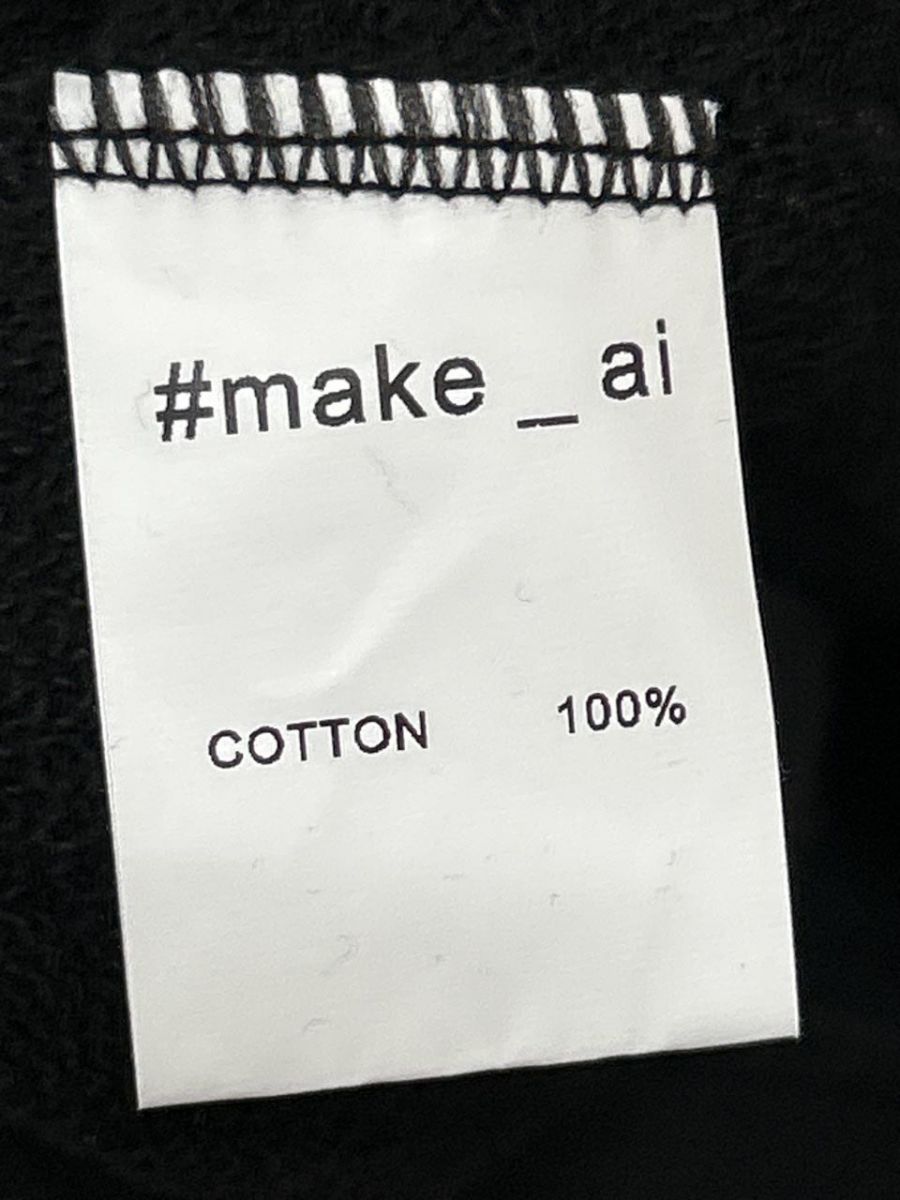 #make _ ai
COTTON 100%